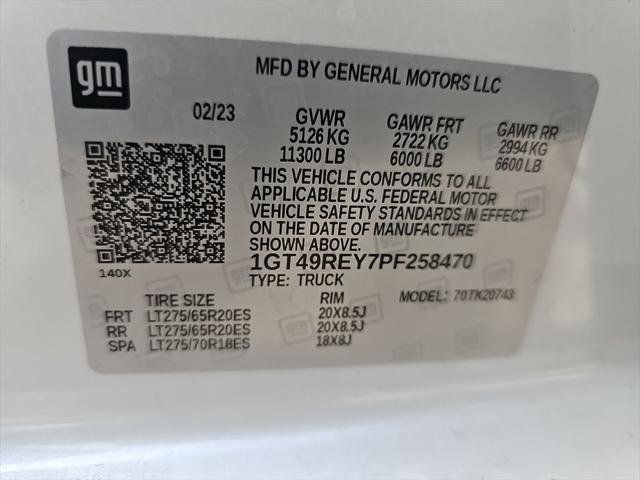 gm
MFD BY GENERAL MOTORS LLC
02/23 GVWR GAWR FRT GAWR RR
5126 KG 2722 KG 2994 KG
11300 LB 6000 LB 6600 LB
THIS VEHICLE CONFORMS TO ALL
APPLICABLE U.S. FEDERAL MOTOR
VEHICLE SAFETY STANDARDS IN EFFECT
ON THE DATE OF MANUFACTURE
SHOWN ABOVE.
140X
1GT49REY7PF258470
TYPE: TRUCK MODEL: 70TK20743
TIRE SIZE RIM
FRT LT275/65R20ES 20X8.5J
RR LT275/65R20ES 20X8.5J
SPA LT275/70R18ES 18X8J